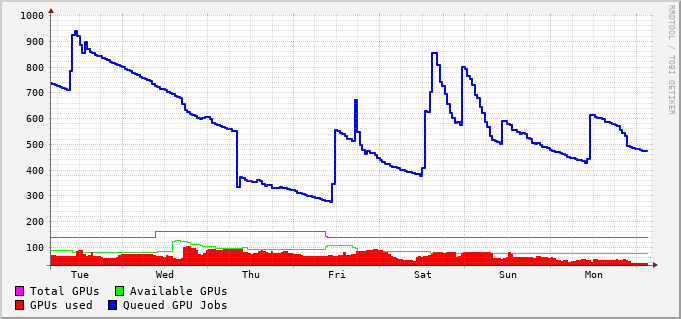 1000
900
800
700
600
500
400
300
200
100
Tue Wed Thu Fri Sat Sun Mon
Total GPUs Available GPUs
GPUs used Queued GPU Jobs
RRDTOOL / TOBI OETIKER